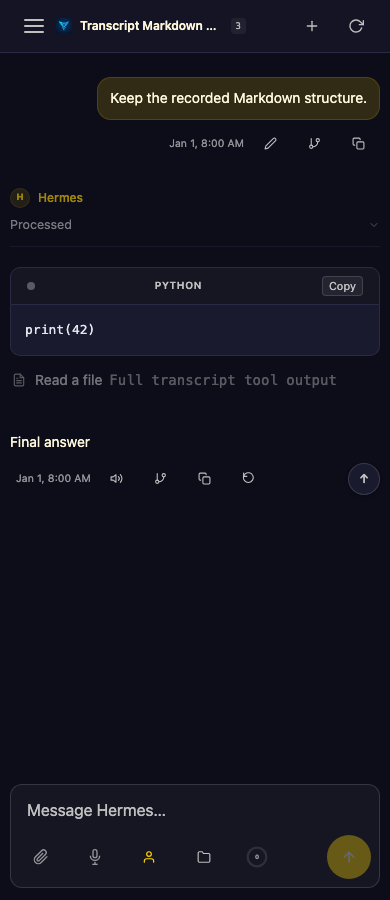 Transcript Markdown ... 3
Keep the recorded Markdown structure.
Jan 1, 8:00 AM
H Hermes
Processed
PYTHON Copy
print(42)
Read a file Full transcript tool output
Final answer
Jan 1, 8:00 AM
Message Hermes...
0